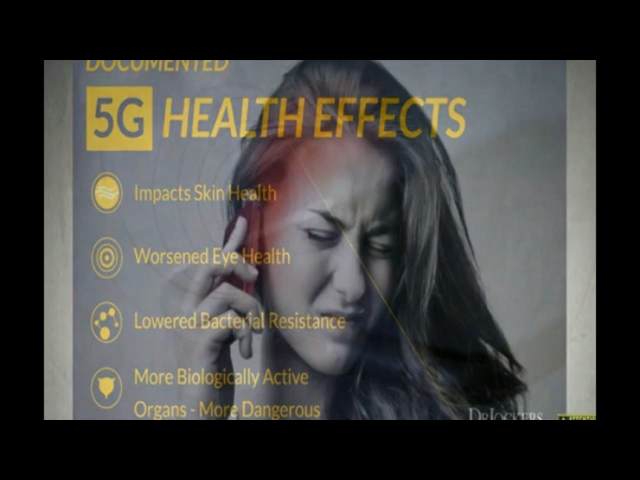 DOCUMENTED
5G HEALTH EFFECTS
Impacts Skin Health
Worsened Eye Health
Lowered Bacterial Resistance
More Biologically Active
Organs - More Dangerous
DRJOCKERS